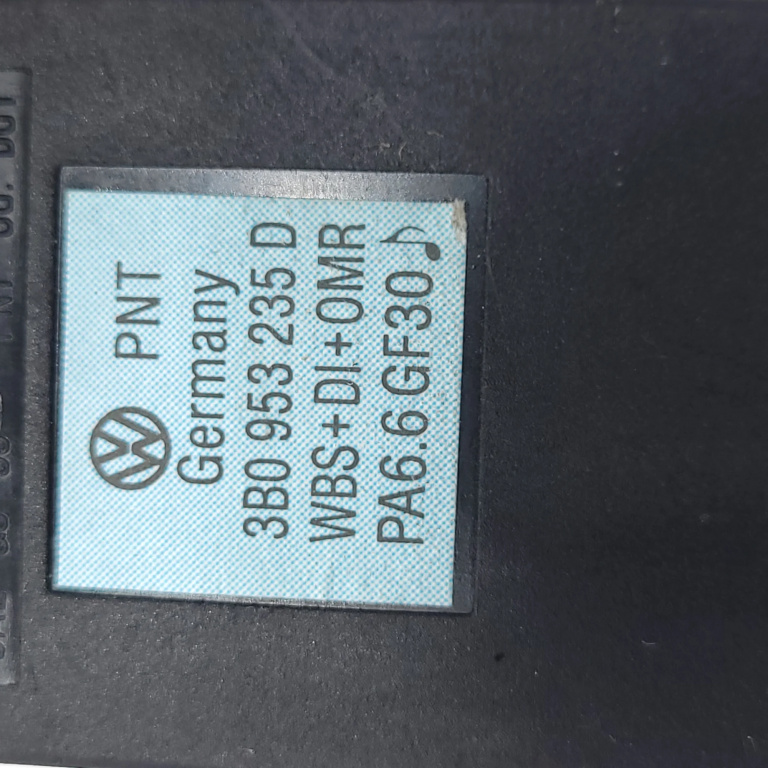 PNT
Germany
3B0 953 235 D
WBS+DI+OMR
PA6.6 GF30